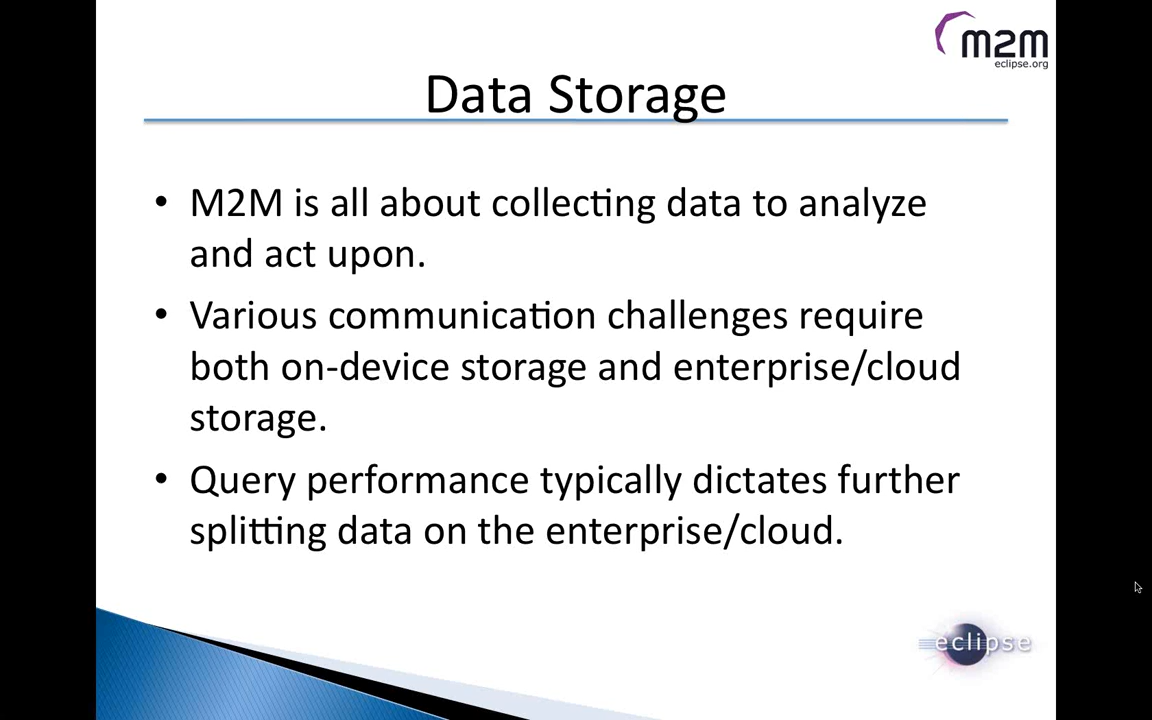 m2m
eclipse.org
Data Storage
• M2M is all about collecting data to analyze
and act upon.
• Various communication challenges require
both on-device storage and enterprise/cloud
storage.
• Query performance typically dictates further
splitting data on the enterprise/cloud.
eclipse